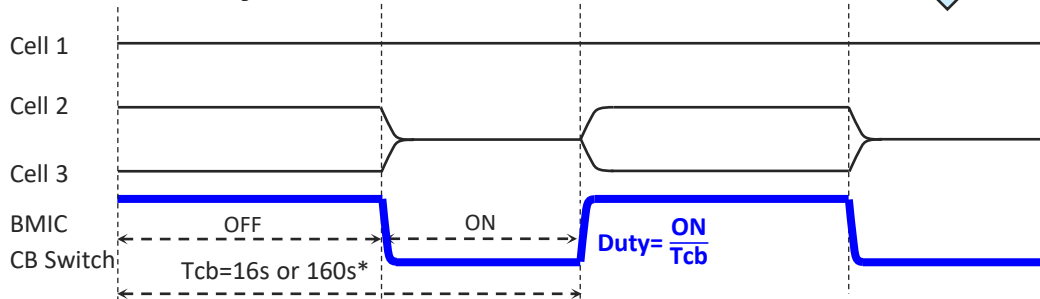 Cell 1
Cell 2
Cell 3
BMIC
CB Switch
OFF
ON
Duty= ON
Tcb
Tcb=16s or 160s*